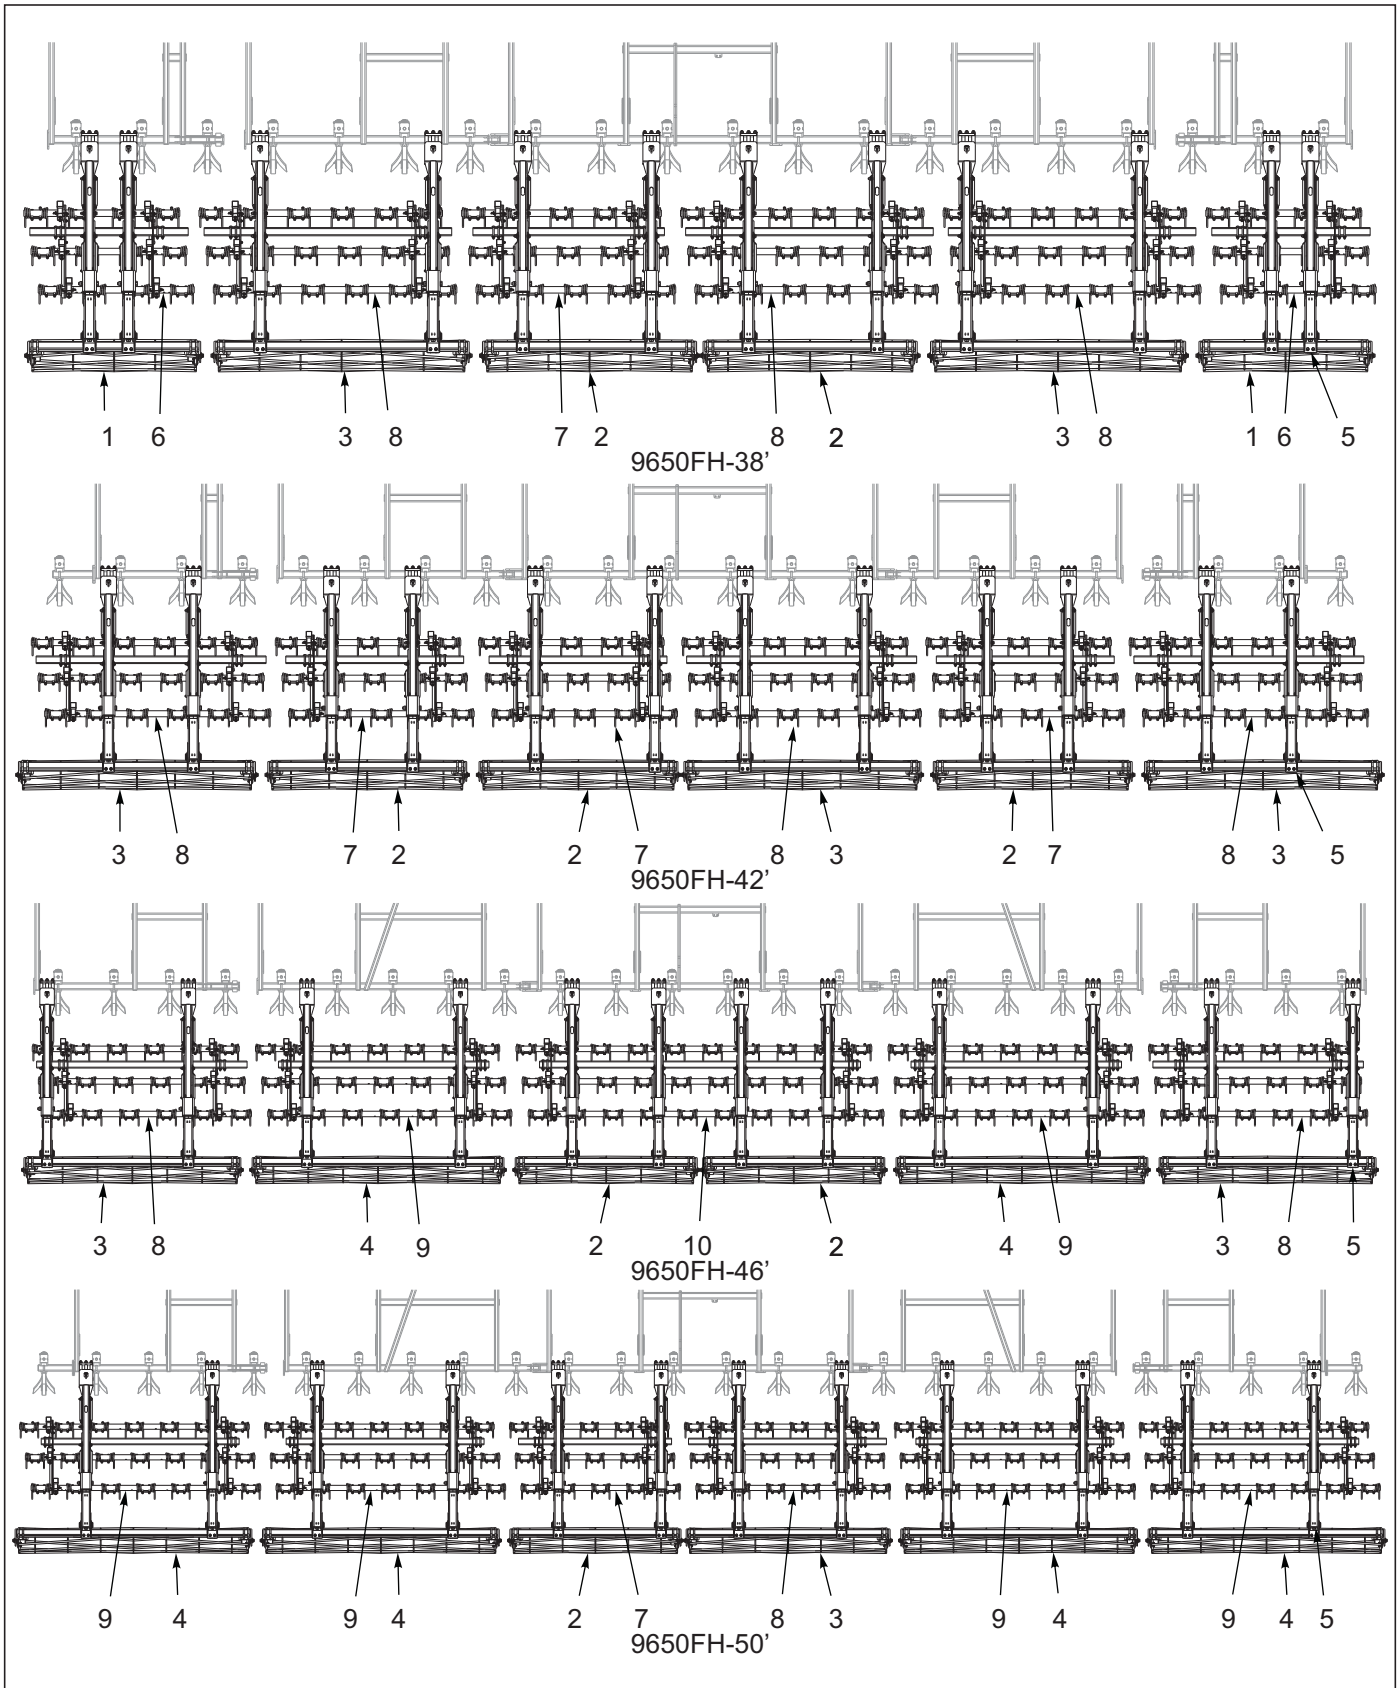 1 6 3 8 7 2 8 2 3 8 1 6 5
9650FH-38’
3 8 7 2 2 7 8 3 2 7 8 3 5
9650FH-42’
3 8 4 9 2 10 2 4 9 3 8 5
9650FH-46’
9 4 9 4 2 7 8 3 9 4 9 4 5
9650FH-50’